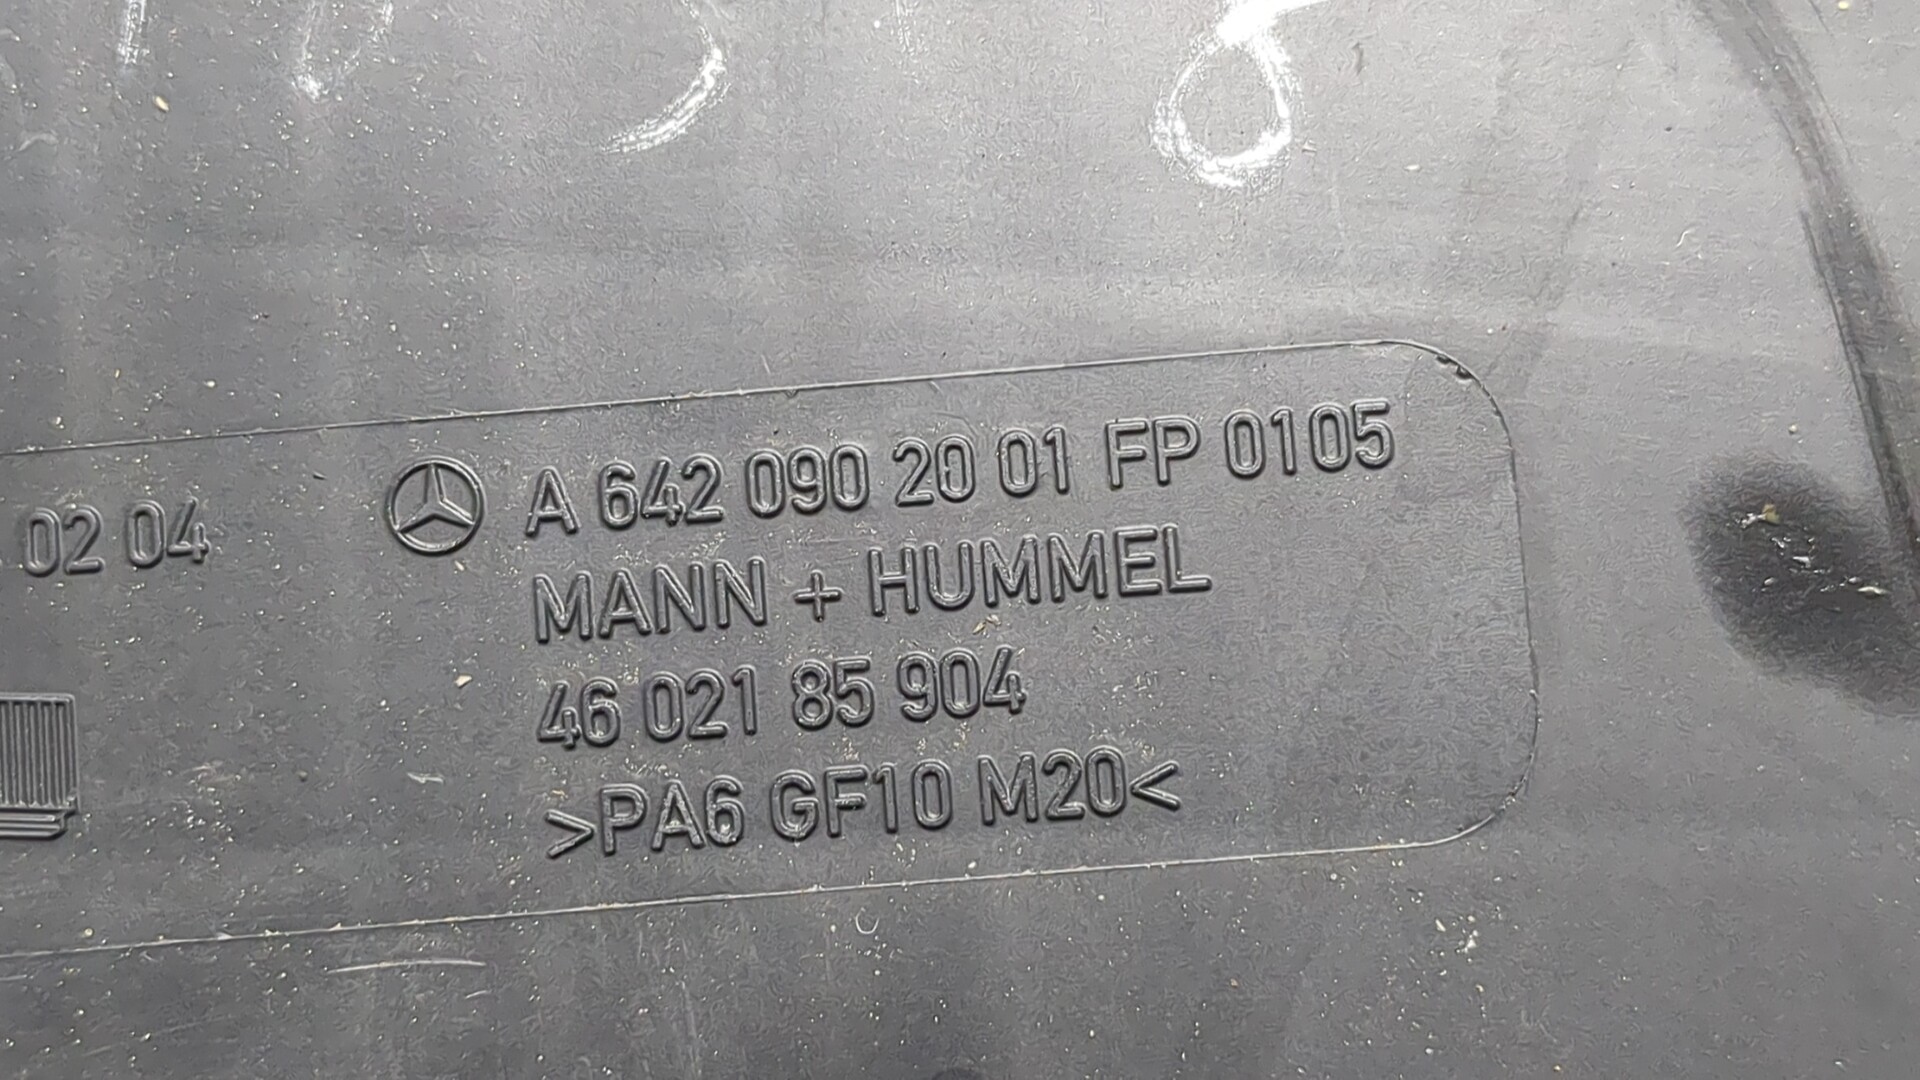 02 04
A 642 090 20 01 FP 0105
MANN + HUMMEL
46 021 85 904
>PA6 GF10 M20<